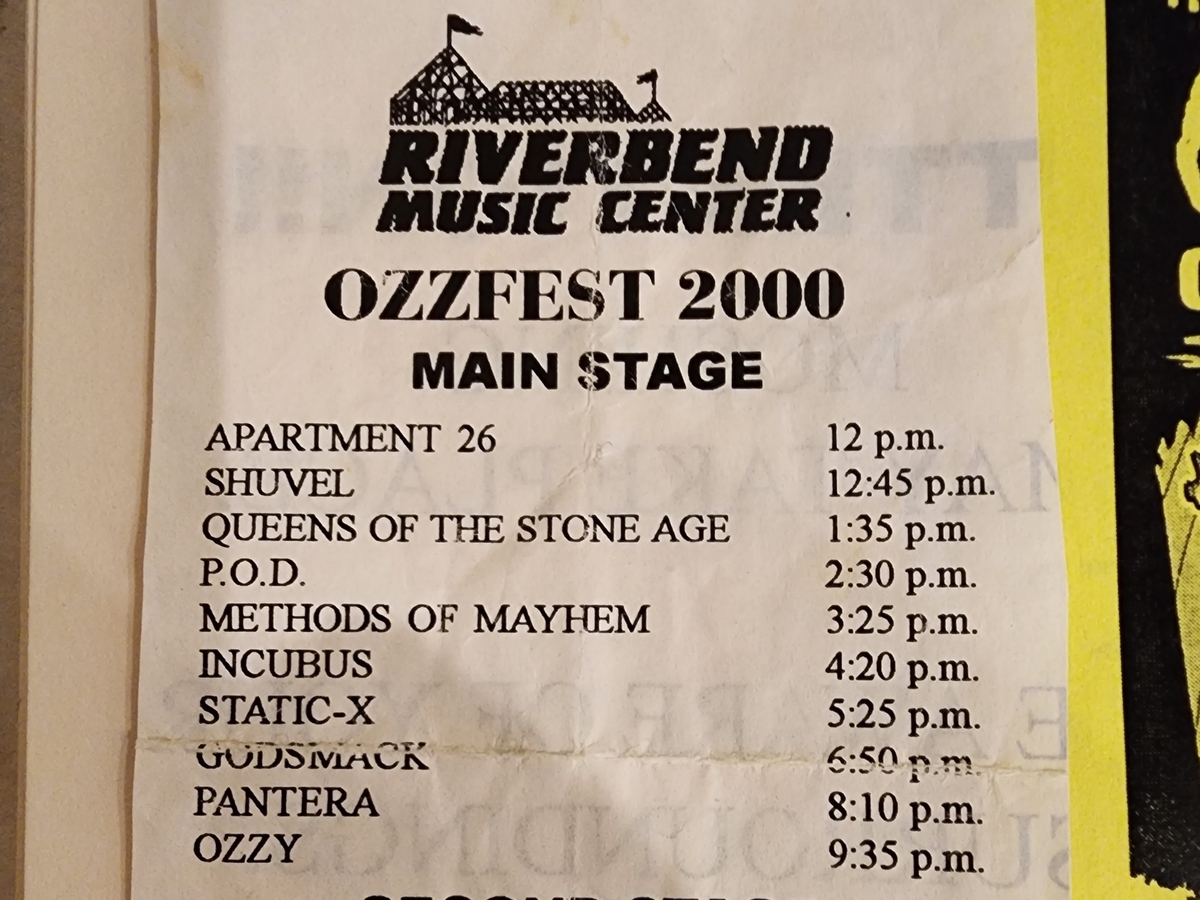 RIVERBEND
MUSIC CENTER
OZZFEST 2000
MAIN STAGE
APARTMENT 26 12 p.m.
SHUVEL 12:45 p.m.
QUEENS OF THE STONE AGE 1:35 p.m.
P.O.D. 2:30 p.m.
METHODS OF MAYHEM 3:25 p.m.
INCUBUS 4:20 p.m.
STATIC-X 5:25 p.m.
GODSMACK 6:50 p.m.
PANTERA 8:10 p.m.
OZZY 9:35 p.m.
SECOND